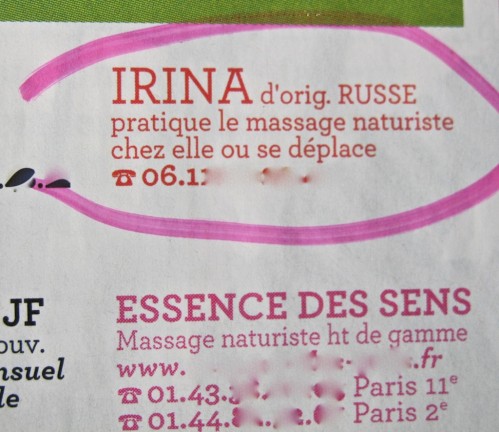 IRINA d'orig. RUSSE
pratique le massage naturiste
chez elle ou se déplace
☎ 06.11
JF
ouv.
nsuel
le
ESSENCE DES SENS
Massage naturiste ht de gamme
www. .fr
☎ 01.43. Paris 11e
☎ 01.44. Paris 2e